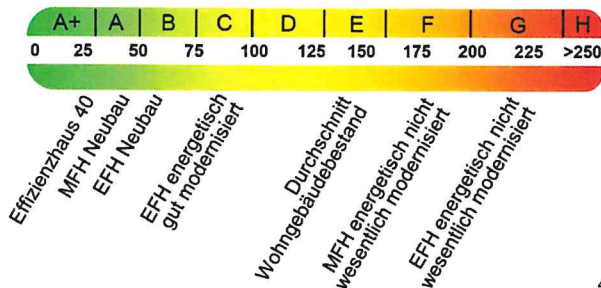 A+ A B C D E F G H
0 25 50 75 100 125 150 175 200 225 >250
Effizienzhaus 40
MFH Neubau
EFH Neubau
EFH energetisch
gut modernisiert
Durchschnitt
Wohngebäudebestand
MFH energetisch nicht
wesentlich modernisiert
EFH energetisch nicht
wesentlich modernisiert